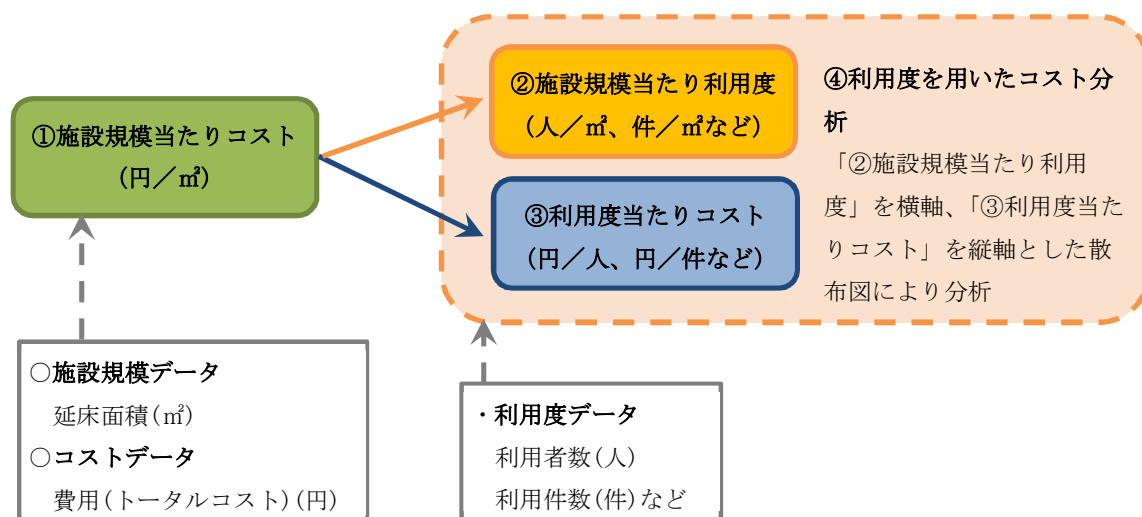 ①施設規模当たりコスト
(円／㎡)
②施設規模当たり利用度
(人／㎡、件／㎡など)
③利用度当たりコスト
(円／人、円／件など)
④利用度を用いたコスト分
析
「②施設規模当たり利用
度」を横軸、「③利用度当た
りコスト」を縦軸とした散
布図により分析
○施設規模データ
延床面積(㎡)
○コストデータ
費用(トータルコスト)(円)
・利用度データ
利用者数(人)
利用件数(件)など